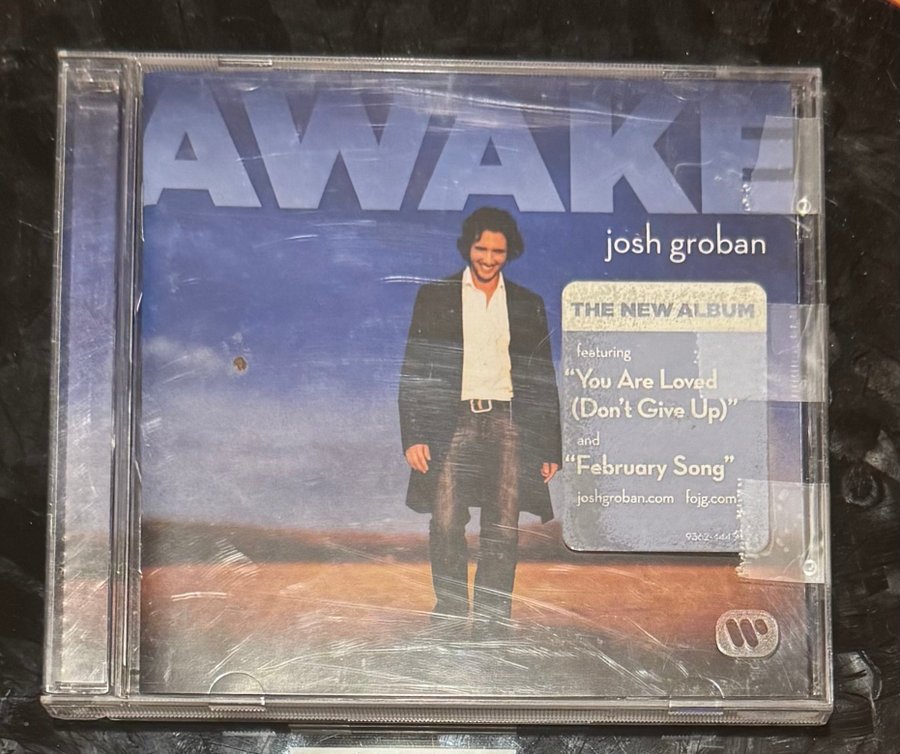 AWAKE
josh groban
THE NEW ALBUM
featuring
“You Are Loved
(Don’t Give Up)”
and
“February Song”
joshgroban.com fojg.com